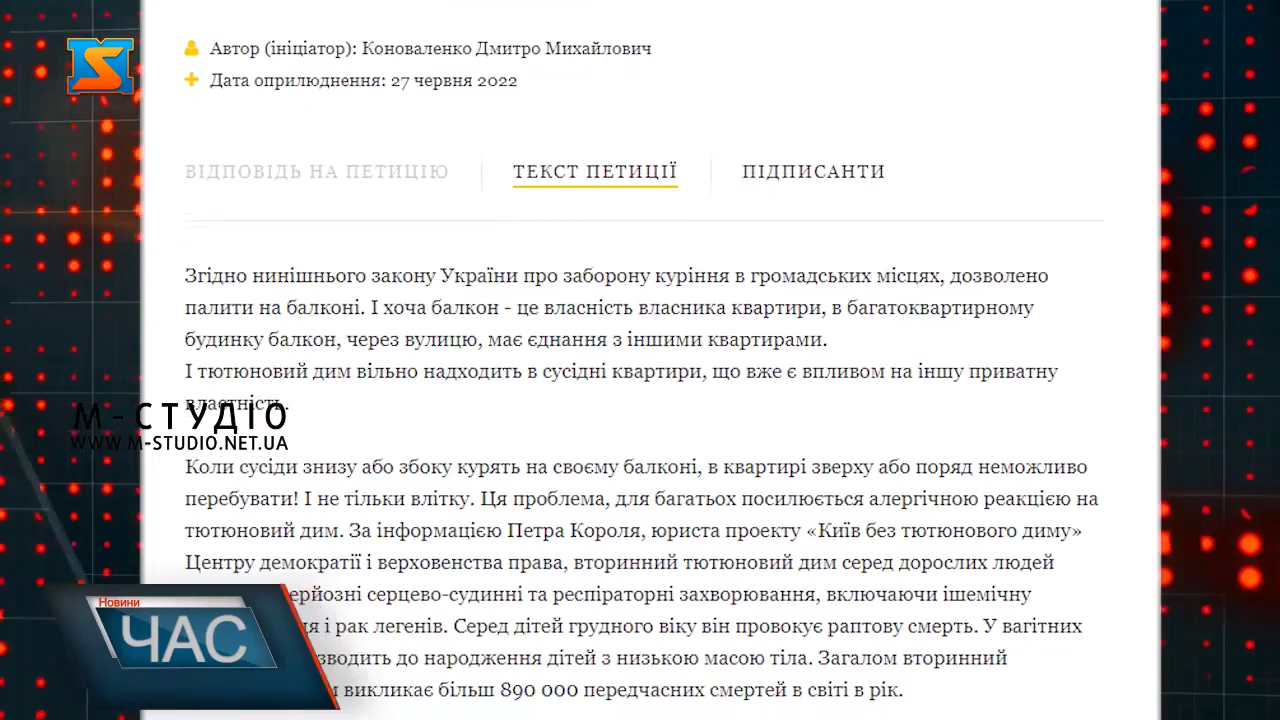 Автор (ініціатор): Коноваленко Дмитро Михайлович
Дата оприлюднення: 27 червня 2022
ВІДПОВІДЬ НА ПЕТИЦІЮ
ТЕКСТ ПЕТИЦІЇ
ПІДПИСАНТИ
Згідно нинішнього закону України про заборону куріння в громадських місцях, дозволено
палити на балконі. І хоча балкон - це власність власника квартири, в багатоквартирному
будинку балкон, через вулицю, має єднання з іншими квартирами.
І тютюновий дим вільно надходить в сусідні квартири, що вже є впливом на іншу приватну
власність.
М-СТУДІО
WWW.M-STUDIO.NET.UA
Коли сусіди знизу або збоку курять на своєму балконі, в квартирі зверху або поряд неможливо
перебувати! І не тільки влітку. Ця проблема, для багатьох посилюється алергічною реакцією на
тютюновий дим. За інформацією Петра Короля, юриста проекту «Київ без тютюнового диму»
Центру демократії і верховенства права, вторинний тютюновий дим серед дорослих людей
серцево-судинні та респіраторні захворювання, включаючи ішемічну
і рак легенів. Серед дітей грудного віку він провокує раптову смерть. У вагітних
до народження дітей з низькою масою тіла. Загалом вторинний
викликає більш 890 000 передчасних смертей в світі в рік.
Новини
ЧАС